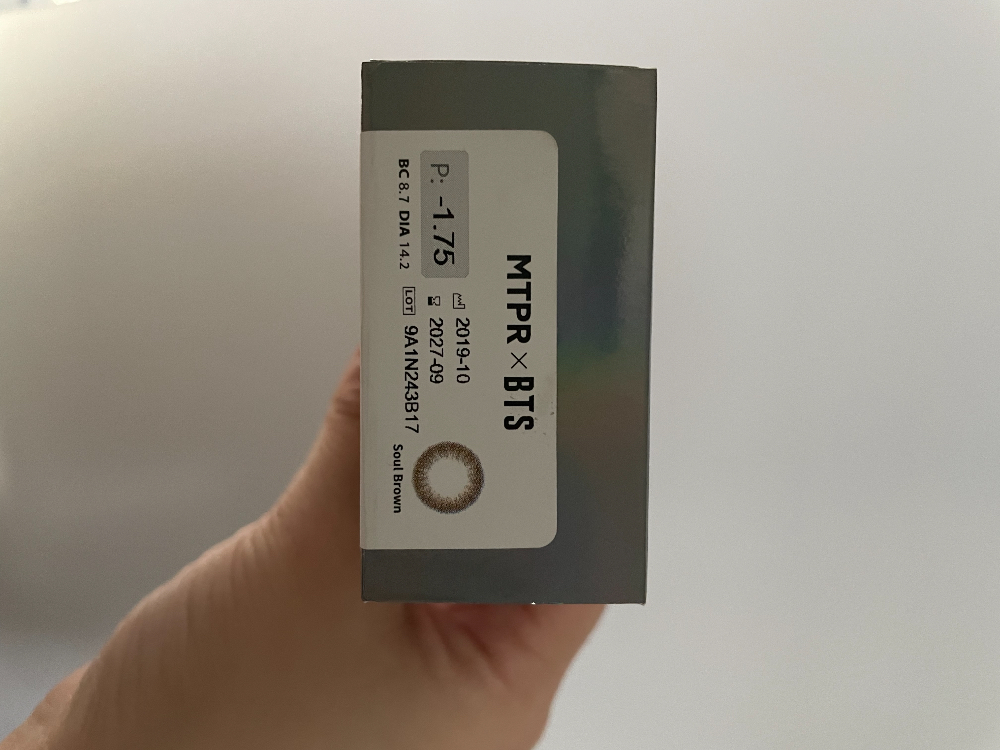 MTPR × BTS
P: -1.75
2019-10
2027-09
BC 8.7 DIA 14.2
LOT 9A1N243B17
Soul Brown